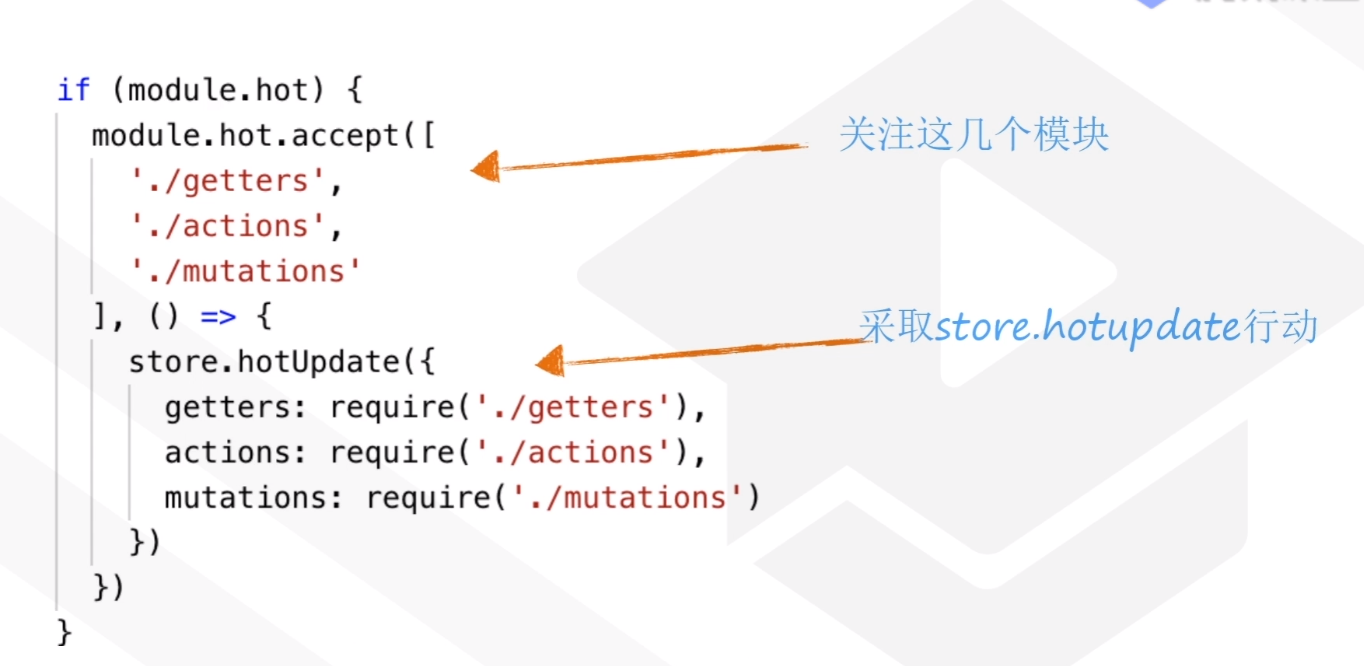 if (module.hot) {
module.hot.accept([
关注这几个模块
'./getters',
'./actions',
'./mutations'
], () => {
采取store.hotupdate行动
store.hotUpdate({
getters: require('./getters'),
actions: require('./actions'),
mutations: require('./mutations')
})
})
}